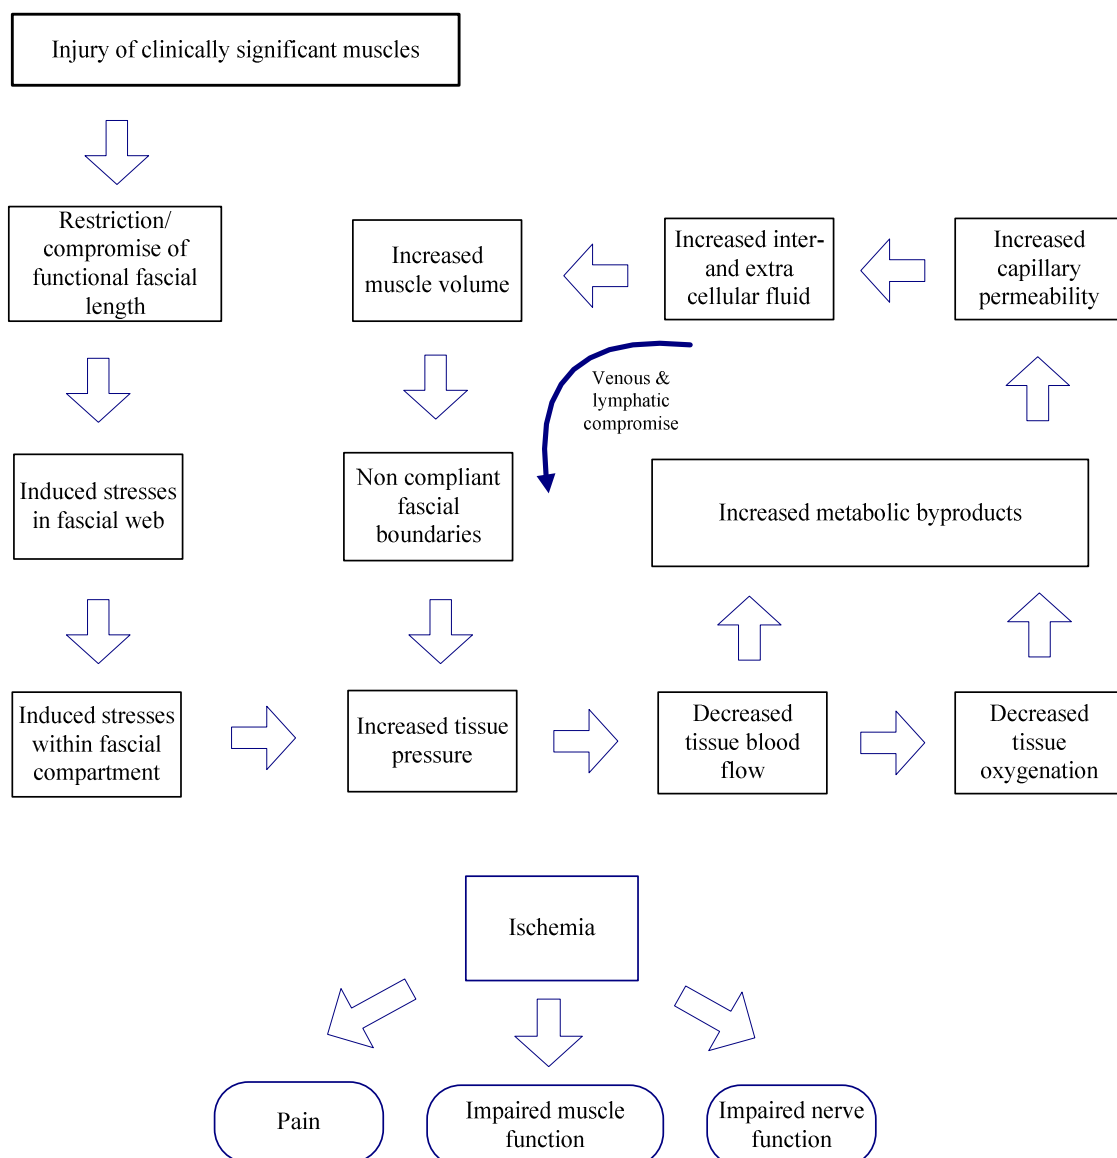 Injury of clinically significant muscles
Restriction/
compromise of
functional fascial
length
Increased
muscle volume
Increased inter-
and extra
cellular fluid
Increased
capillary
permeability
Venous &
lymphatic
compromise
Induced stresses
in fascial web
Non compliant
fascial
boundaries
Increased metabolic byproducts
Induced stresses
within fascial
compartment
Increased tissue
pressure
Decreased
tissue blood
flow
Decreased
tissue
oxygenation
Ischemia
Pain
Impaired muscle
function
Impaired nerve
function